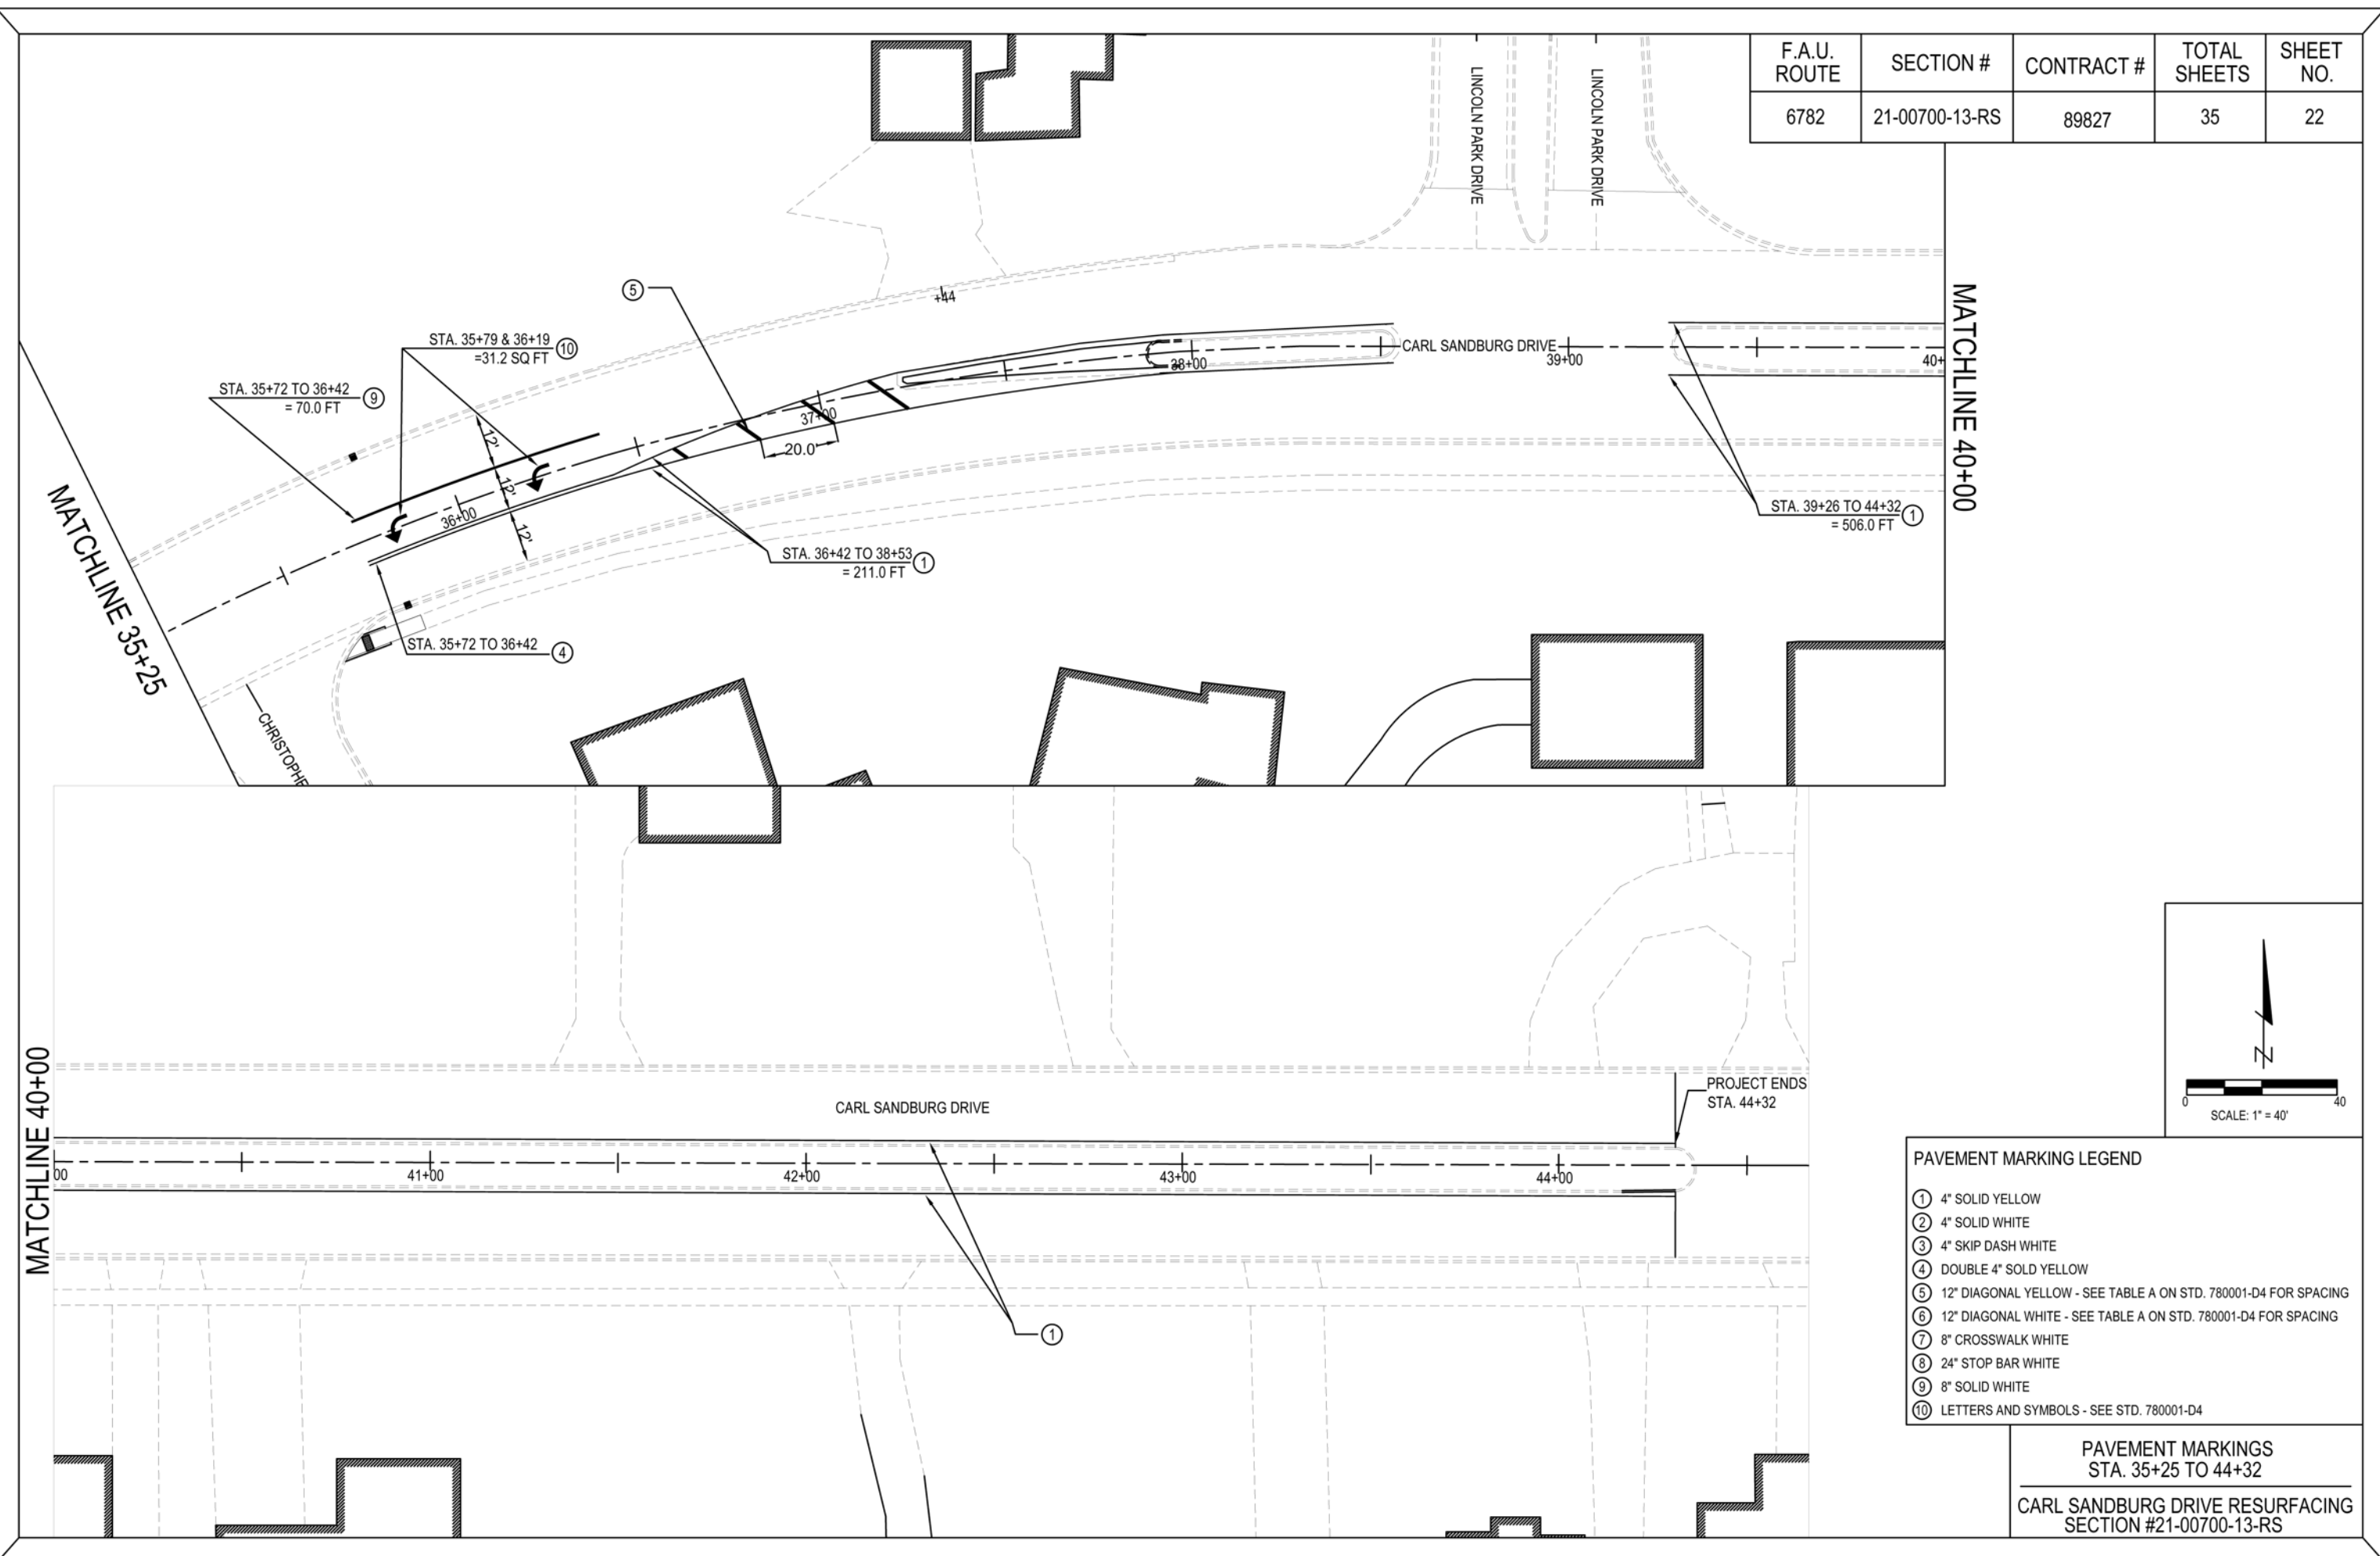 F.A.U. ROUTE
SECTION #
CONTRACT #
TOTAL SHEETS
SHEET NO.
6782
21-00700-13-RS
89827
35
22
LINCOLN PARK DRIVE
LINCOLN PARK DRIVE
+44
5
STA. 35+79 & 36+19
=31.2 SQ FT
10
STA. 35+72 TO 36+42
= 70.0 FT
9
12'
12'
12'
36+00
37+00
20.0'
38+00
CARL SANDBURG DRIVE
39+00
40+
MATCHLINE 40+00
MATCHLINE 35+25
STA. 39+26 TO 44+32
= 506.0 FT
1
STA. 36+42 TO 38+53
= 211.0 FT
1
STA. 35+72 TO 36+42
4
CHRISTOPHE
MATCHLINE 40+00
CARL SANDBURG DRIVE
PROJECT ENDS
STA. 44+32
00
41+00
42+00
43+00
44+00
1
N
0
40
SCALE: 1" = 40'
PAVEMENT MARKING LEGEND
1 4" SOLID YELLOW
2 4" SOLID WHITE
3 4" SKIP DASH WHITE
4 DOUBLE 4" SOLD YELLOW
5 12" DIAGONAL YELLOW - SEE TABLE A ON STD. 780001-D4 FOR SPACING
6 12" DIAGONAL WHITE - SEE TABLE A ON STD. 780001-D4 FOR SPACING
7 8" CROSSWALK WHITE
8 24" STOP BAR WHITE
9 8" SOLID WHITE
10 LETTERS AND SYMBOLS - SEE STD. 780001-D4
PAVEMENT MARKINGS
STA. 35+25 TO 44+32
CARL SANDBURG DRIVE RESURFACING
SECTION #21-00700-13-RS